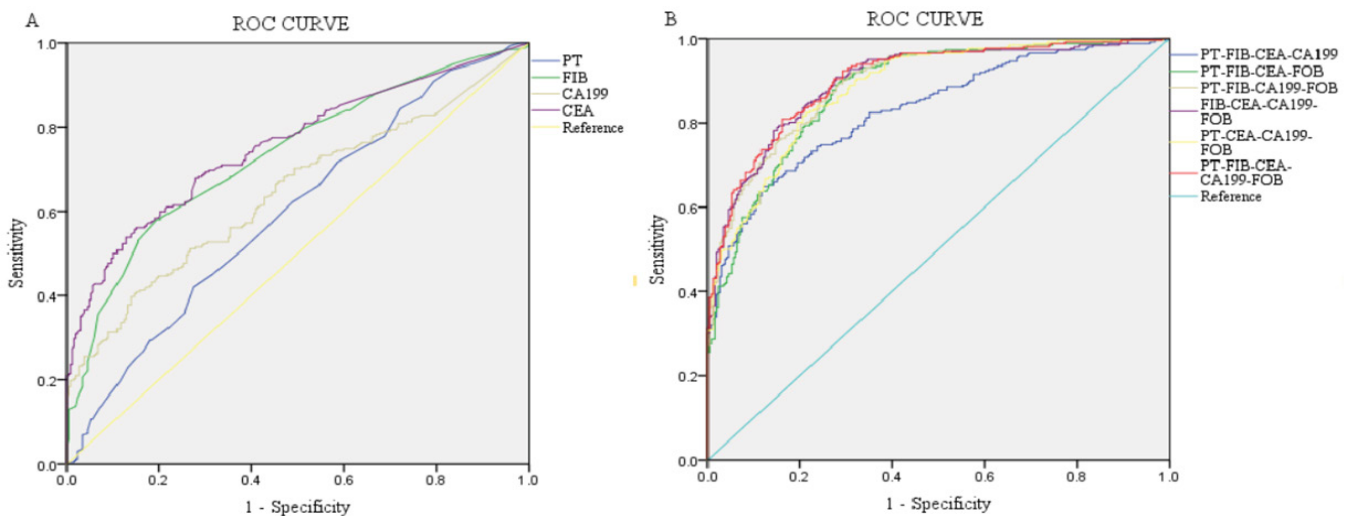 A
ROC CURVE
1.0
0.8
0.6
0.4
0.2
0.0
Sensitivity
0.0
0.2
0.4
0.6
0.8
1.0
1 - Specificity
PT
FIB
CA199
CEA
Reference
B
ROC CURVE
1.0
0.8
0.6
0.4
0.2
0.0
Sensitivity
0.0
0.2
0.4
0.6
0.8
1.0
1 - Specificity
PT-FIB-CEA-CA199
PT-FIB-CEA-FOB
PT-FIB-CA199-FOB
FIB-CEA-CA199-
FOB
PT-CEA-CA199-
FOB
PT-FIB-CEA-
CA199-FOB
Reference